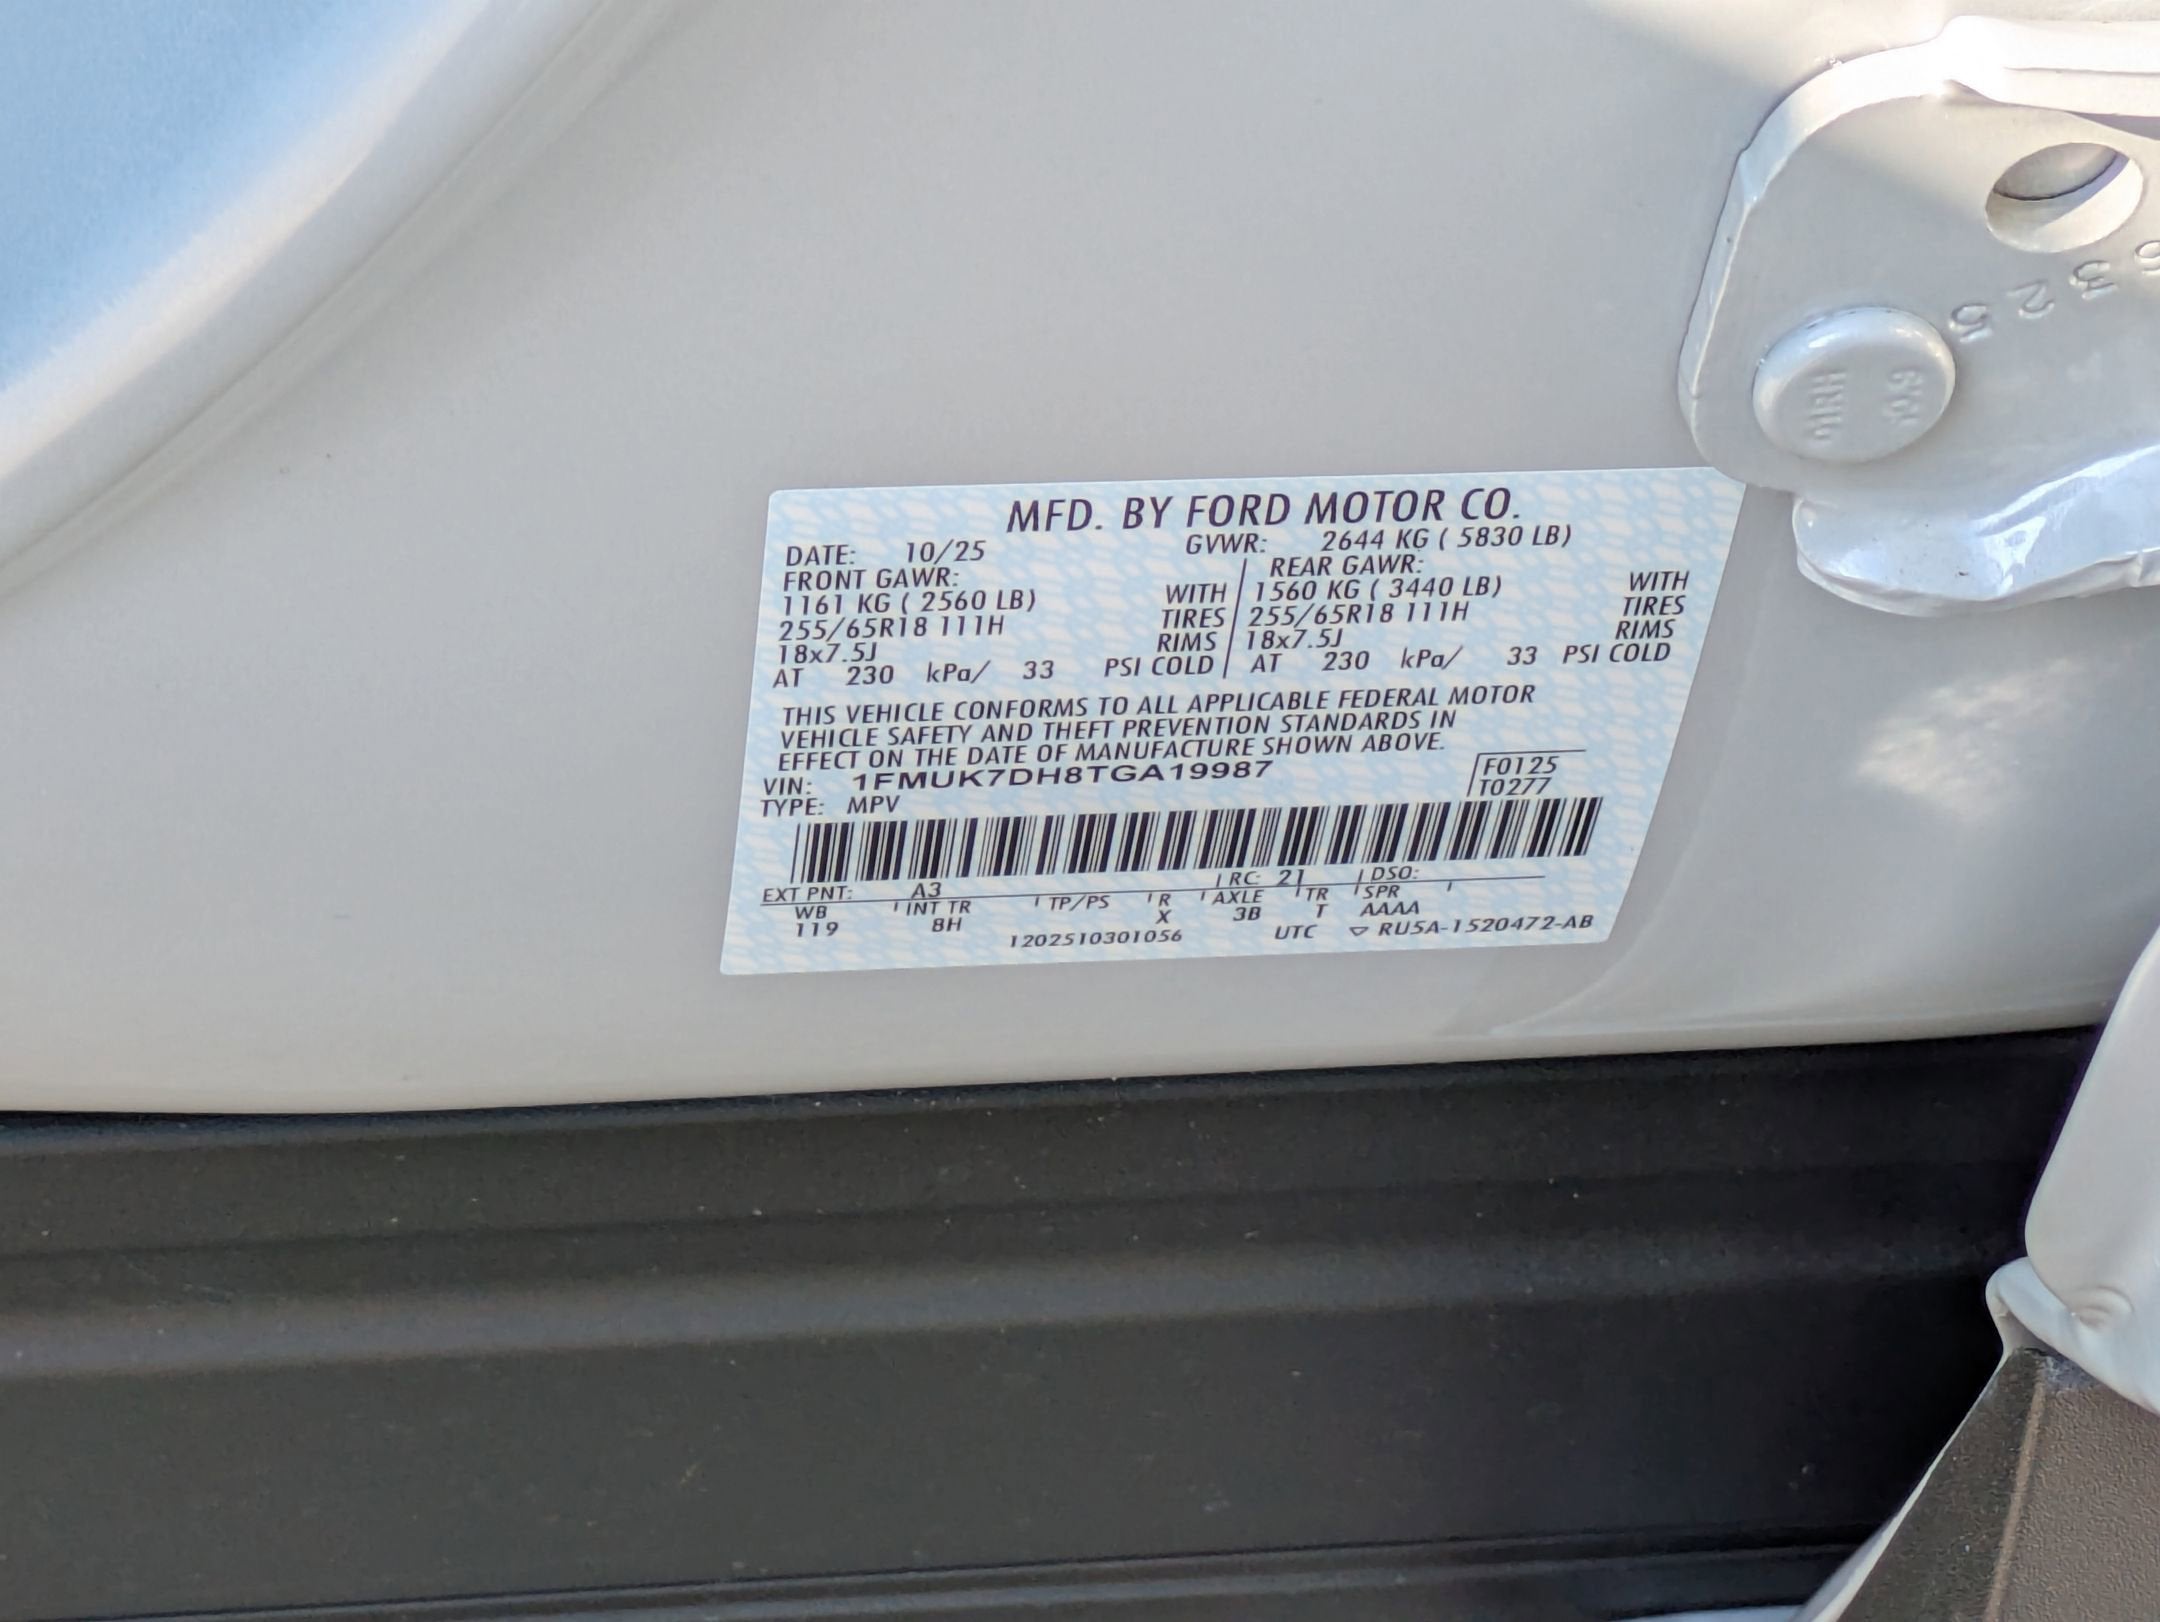 MFD. BY FORD MOTOR CO.
DATE: 10/25 GVWR: 2644 KG ( 5830 LB)
FRONT GAWR: REAR GAWR:
1161 KG ( 2560 LB) WITH 1560 KG ( 3440 LB) WITH
255/65R18 111H TIRES 255/65R18 111H TIRES
18x7.5J RIMS 18x7.5J RIMS
AT 230 kPa/ 33 PSI COLD AT 230 kPa/ 33 PSI COLD
THIS VEHICLE CONFORMS TO ALL APPLICABLE FEDERAL MOTOR
VEHICLE SAFETY AND THEFT PREVENTION STANDARDS IN
EFFECT ON THE DATE OF MANUFACTURE SHOWN ABOVE.
VIN: 1FMUK7DH8TGA19987 F0125
TYPE: MPV T0277
EXT PNT: A3 RC: 21 DSO:
WB INT TR TP/PS R AXLE TR SPR
119 8H X 3B T AAAA
1202510301056 UTC ▽ RU5A-1520472-AB